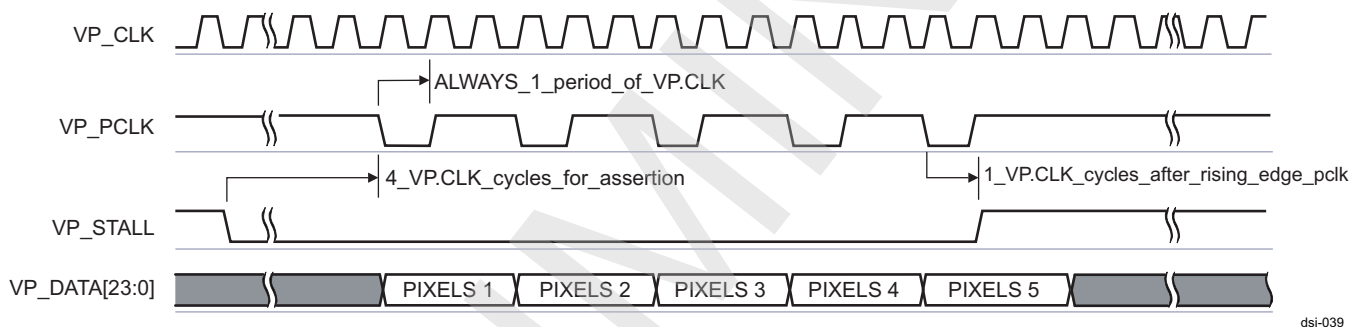 VP_CLK
ALWAYS_1_period_of_VP.CLK
VP_PCLK
4_VP.CLK_cycles_for_assertion
1_VP.CLK_cycles_after_rising_edge_pclk
VP_STALL
VP_DATA[23:0]
PIXELS 1
PIXELS 2
PIXELS 3
PIXELS 4
PIXELS 5
dsi-039